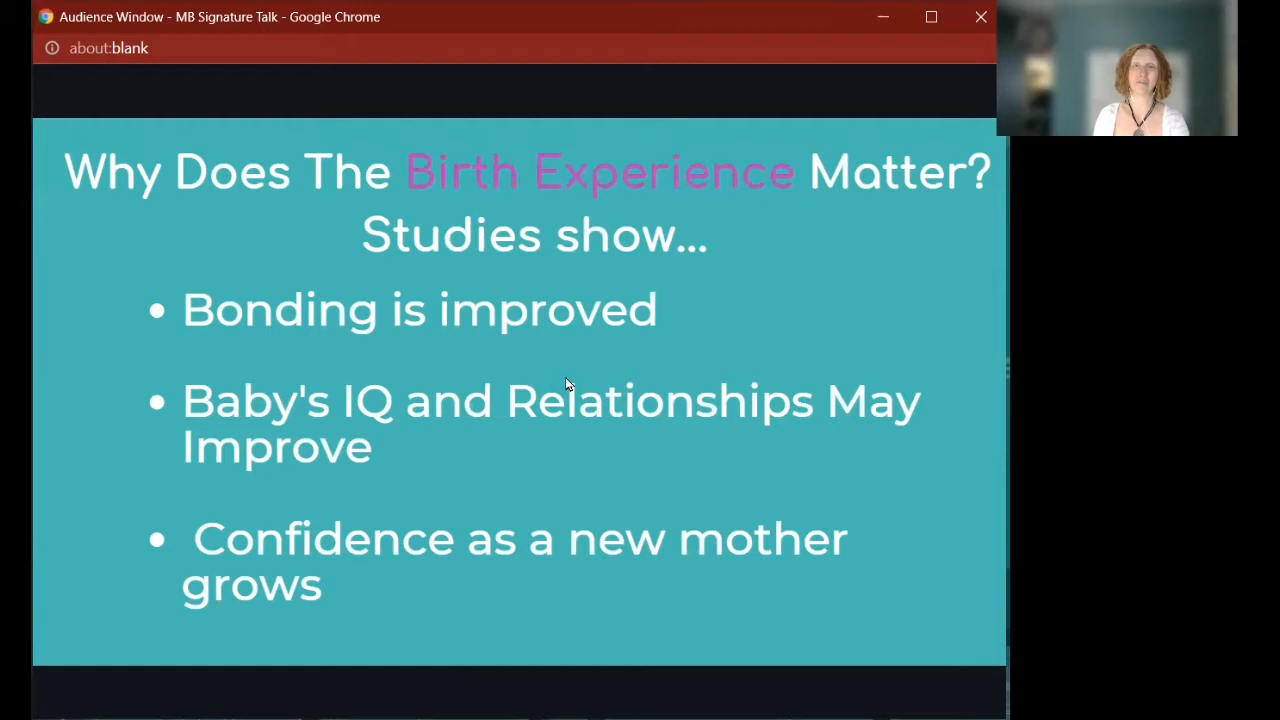 Audience Window - MB Signature Talk - Google Chrome
about:blank
Why Does The Birth Experience Matter?
Studies show...
• Bonding is improved
• Baby's IQ and Relationships May
Improve
• Confidence as a new mother
grows